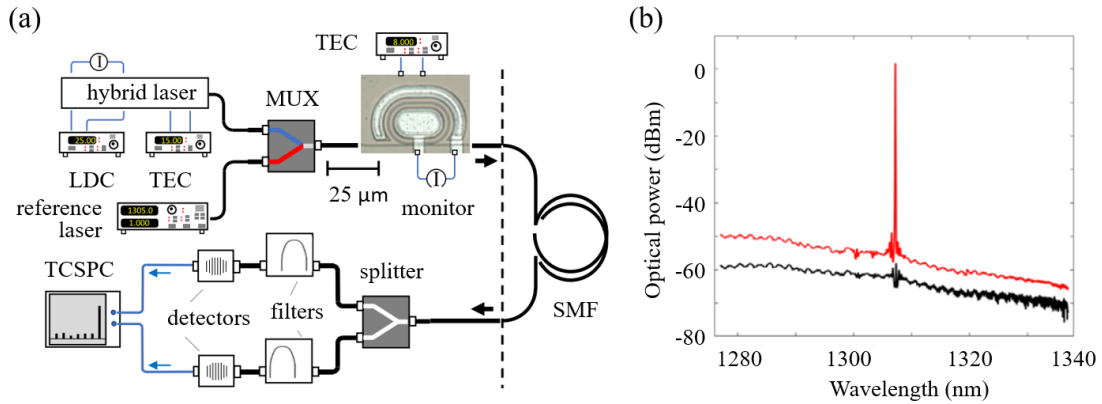 (a)
TEC
8.000
I
hybrid laser
MUX
25.00
15.00
LDC
TEC
25 µm
I
monitor
reference
laser
1305.0
1.000
TCSPC
splitter
detectors
filters
SMF
(b)
Optical power (dBm)
0
-20
-40
-50
-60
-80
1280
1300
1320
1340
Wavelength (nm)